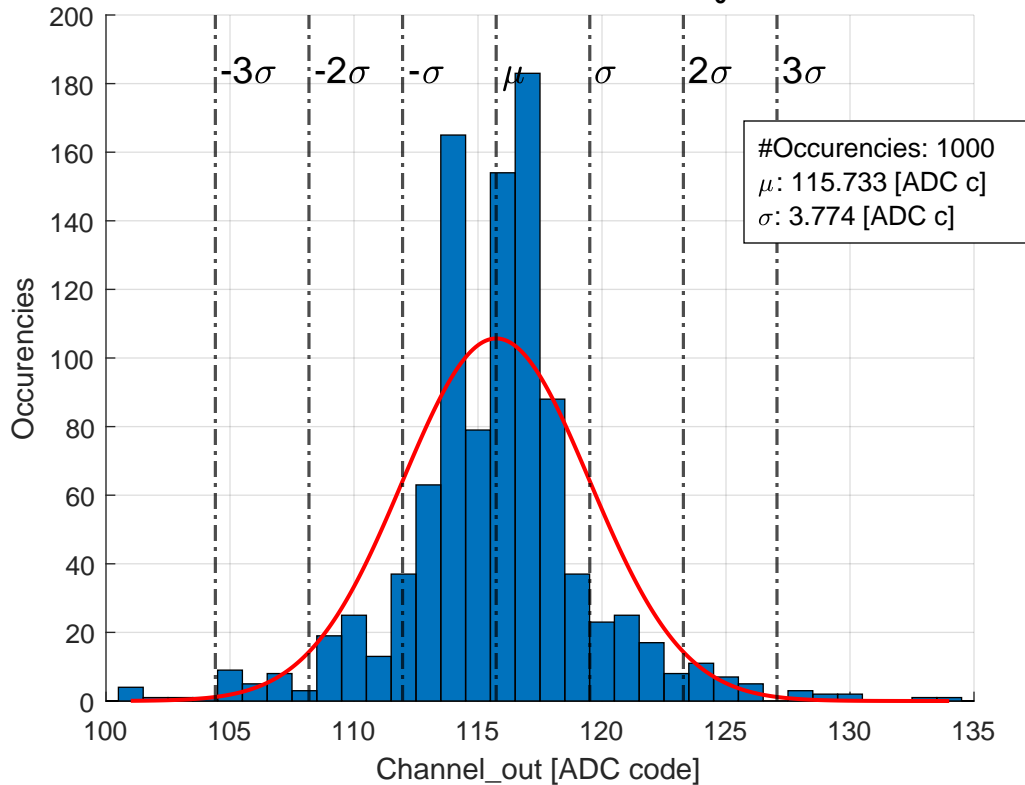 200
180
160
140
120
100
80
60
40
20
0
Occurencies
-3σ
-2σ
-σ
μ
σ
2σ
3σ
#Occurencies: 1000
μ: 115.733 [ADC c]
σ: 3.774 [ADC c]
100
105
110
115
120
125
130
135
Channel_out [ADC code]